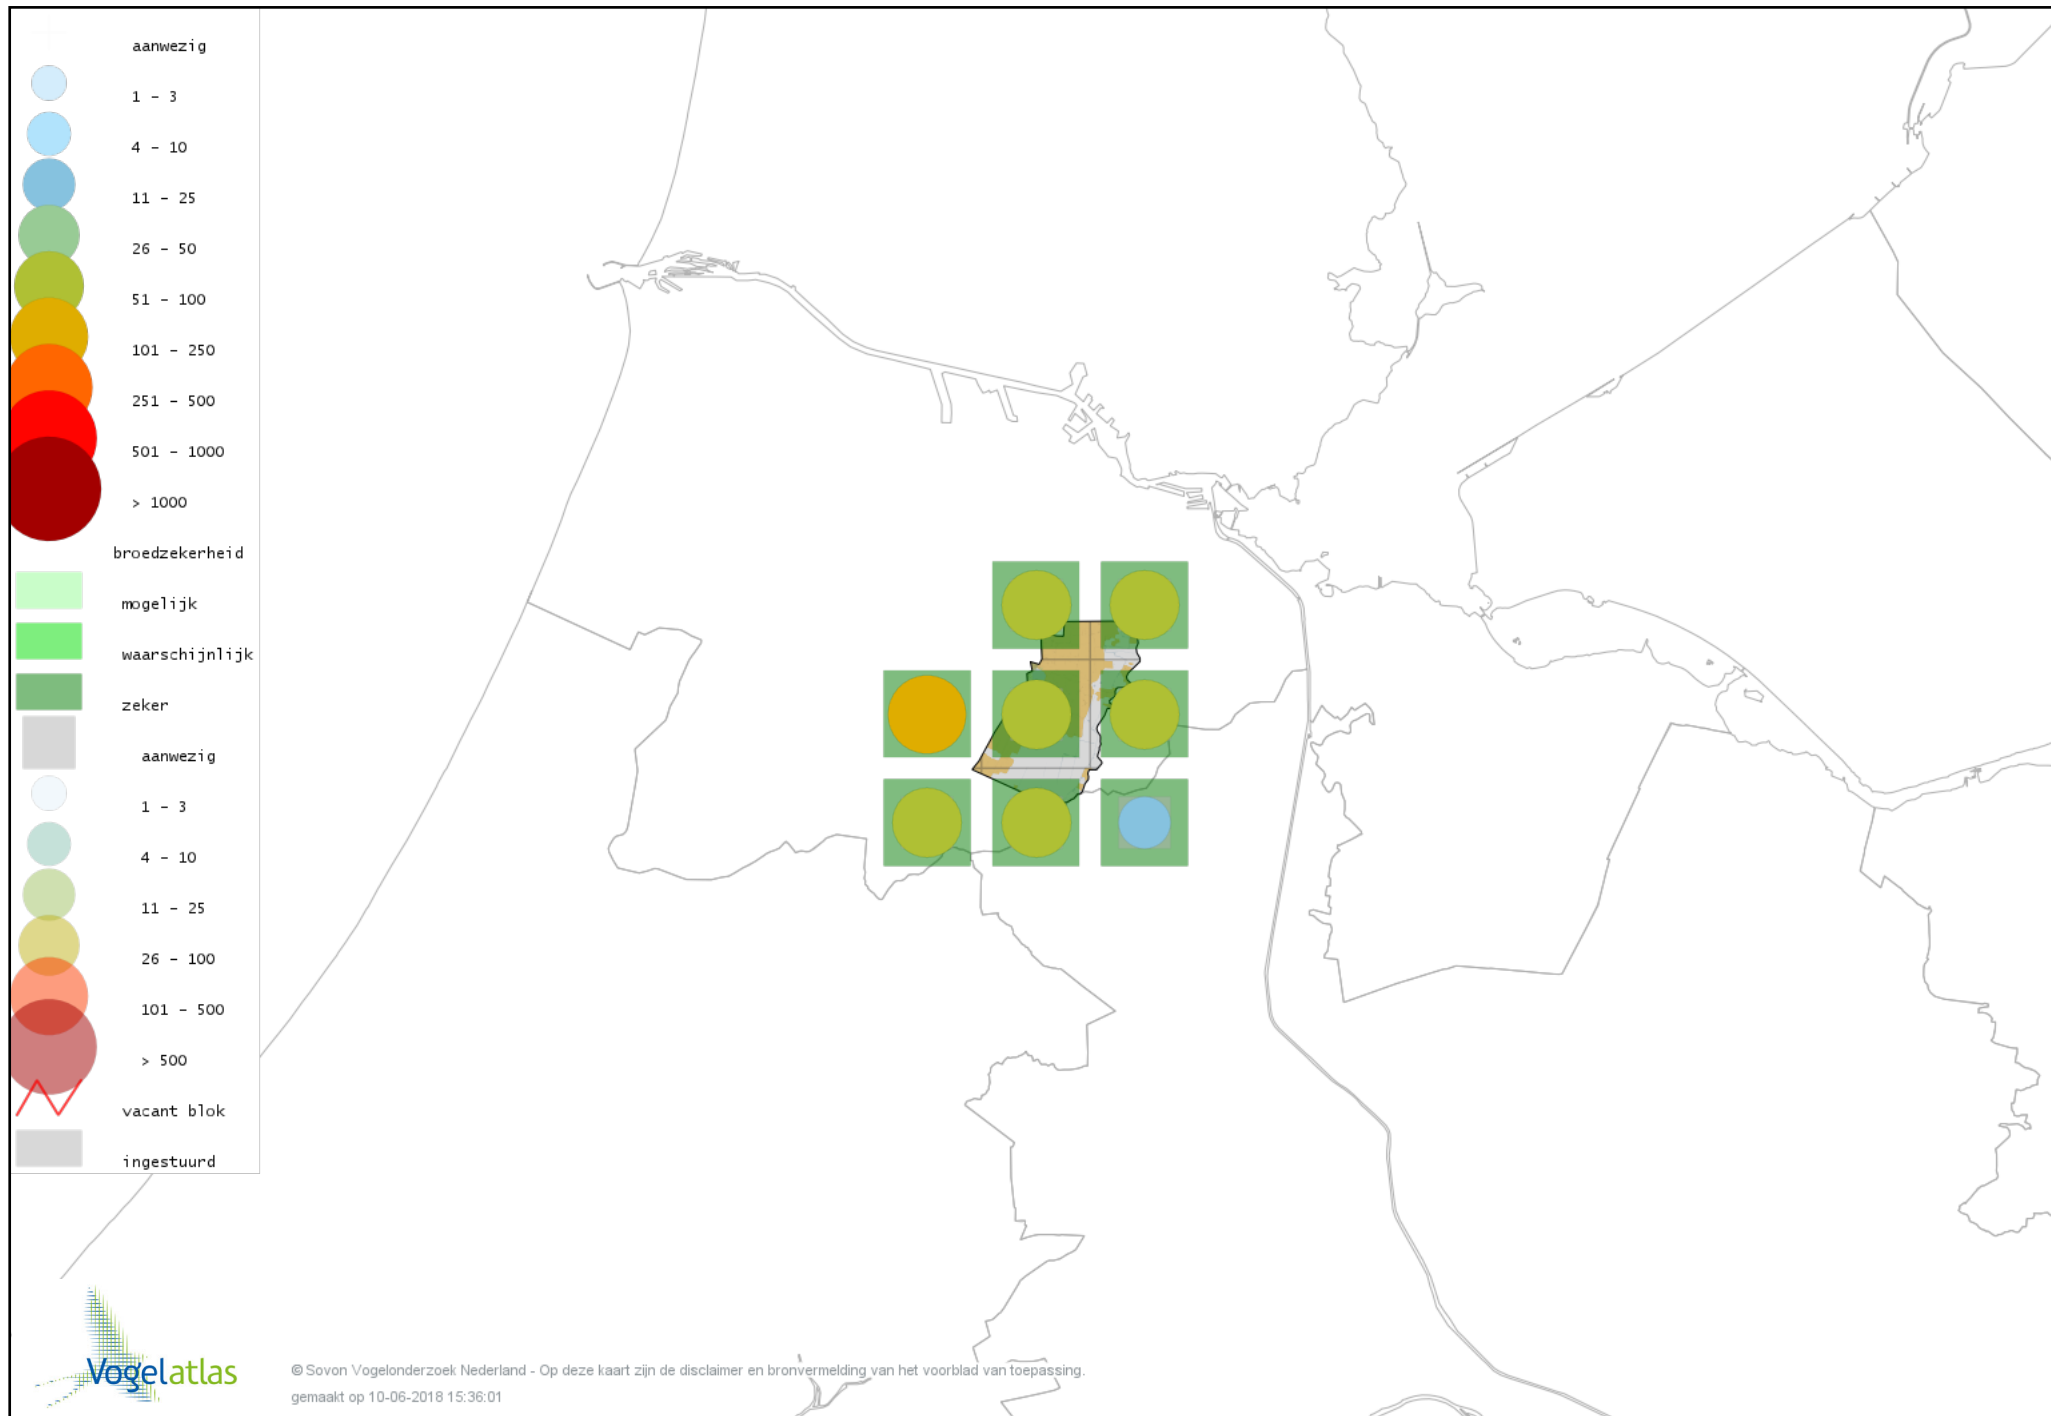 aanwezig
1 - 3
4 - 10
11 - 25
26 - 50
51 - 100
101 - 250
251 - 500
501 - 1000
> 1000
broedzekerheid
mogelijk
waarschijnlijk
zeker
aanwezig
1 - 3
4 - 10
11 - 25
26 - 100
101 - 500
> 500
vacant blok
ingestuurd
Vogelatlas
© Sovon Vogelonderzoek Nederland - Op deze kaart zijn de disclaimer en bronvermelding van het voorblad van toepassing.
gemaakt op 10-06-2018 15:36:01